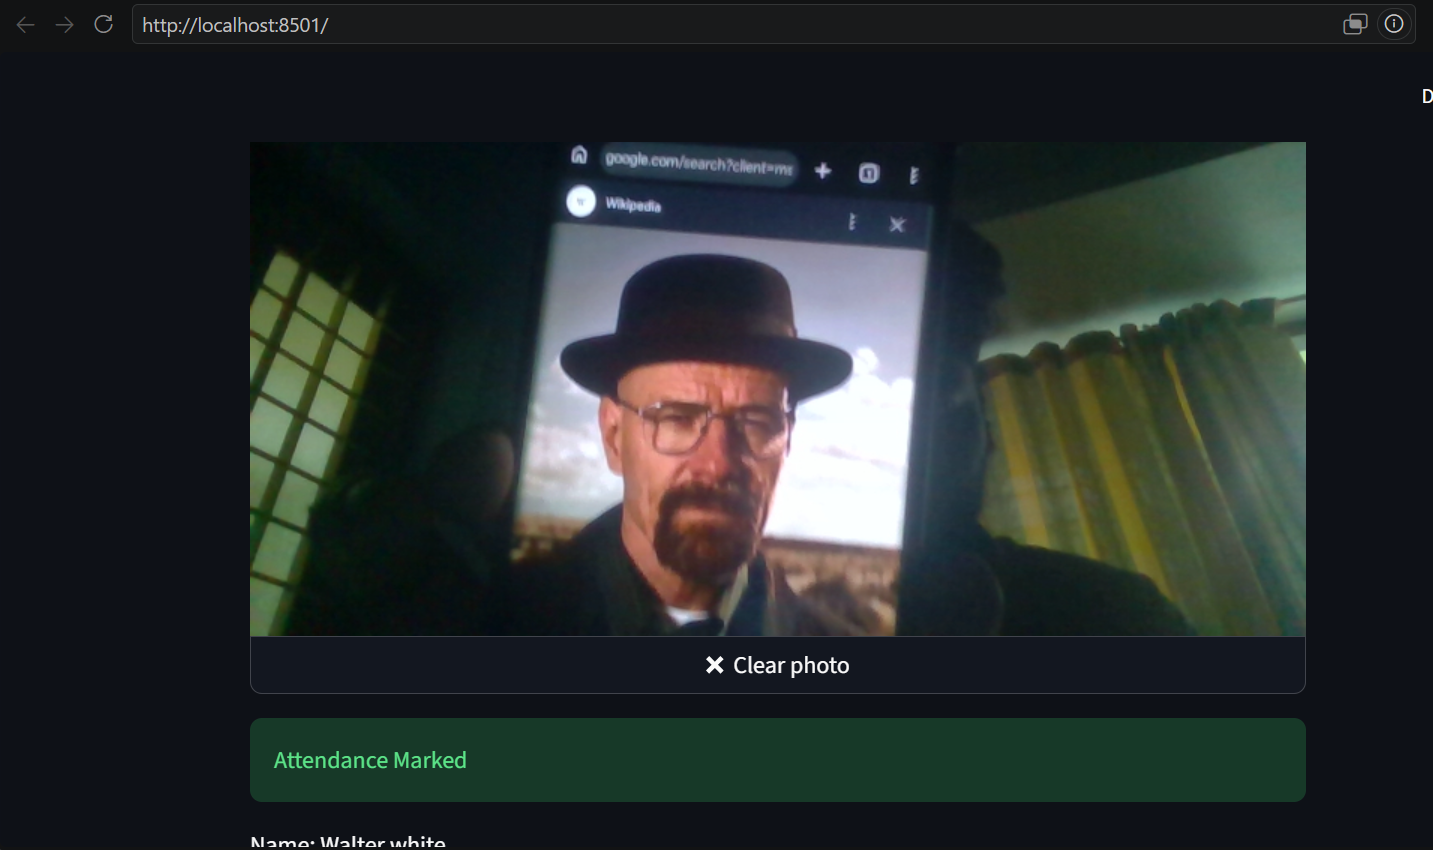 http://localhost:8501/
D
google.com/search?client=ms
Wikipedia
Clear photo
Attendance Marked
Name: Walter white